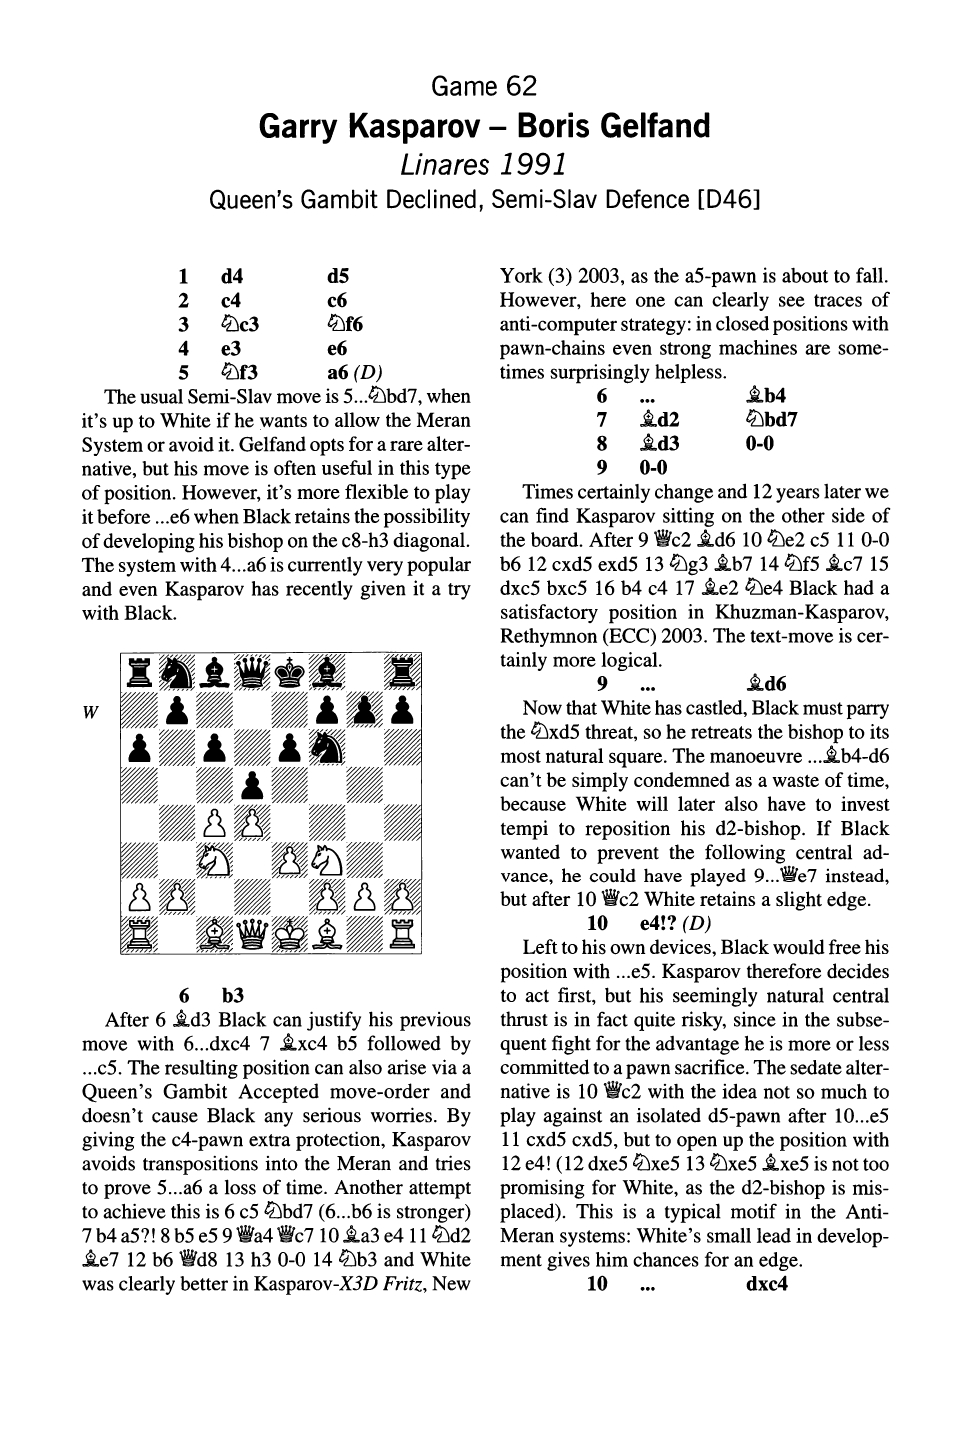 Game 62
Garry Kasparov – Boris Gelfand
Linares 1991
Queen's Gambit Declined, Semi-Slav Defence [D46]
1 d4 d5
2 c4 c6
3 ♘c3 ♘f6
4 e3 e6
5 ♘f3 a6 (D)
The usual Semi-Slav move is 5...♘bd7, when
it's up to White if he wants to allow the Meran
System or avoid it. Gelfand opts for a rare alter-
native, but his move is often useful in this type
of position. However, it's more flexible to play
it before ...e6 when Black retains the possibility
of developing his bishop on the c8-h3 diagonal.
The system with 4...a6 is currently very popular
and even Kasparov has recently given it a try
with Black.
W
6 b3
After 6 ♗d3 Black can justify his previous
move with 6...dxc4 7 ♗xc4 b5 followed by
...c5. The resulting position can also arise via a
Queen's Gambit Accepted move-order and
doesn't cause Black any serious worries. By
giving the c4-pawn extra protection, Kasparov
avoids transpositions into the Meran and tries
to prove 5...a6 a loss of time. Another attempt
to achieve this is 6 c5 ♘bd7 (6...b6 is stronger)
7 b4 a5?! 8 b5 e5 9 ♕a4 ♕c7 10 ♗a3 e4 11 ♘d2
♗e7 12 b6 ♕d8 13 h3 0-0 14 ♘b3 and White
was clearly better in Kasparov-X3D Fritz, New
York (3) 2003, as the a5-pawn is about to fall.
However, here one can clearly see traces of
anti-computer strategy: in closed positions with
pawn-chains even strong machines are some-
times surprisingly helpless.
6 ... ♗b4
7 ♗d2 ♘bd7
8 ♗d3 0-0
9 0-0
Times certainly change and 12 years later we
can find Kasparov sitting on the other side of
the board. After 9 ♕c2 ♗d6 10 ♘e2 c5 11 0-0
b6 12 cxd5 exd5 13 ♘g3 ♗b7 14 ♘f5 ♗c7 15
dxc5 bxc5 16 b4 c4 17 ♗e2 ♘e4 Black had a
satisfactory position in Khuzman-Kasparov,
Rethymnon (ECC) 2003. The text-move is cer-
tainly more logical.
9 ... ♗d6
Now that White has castled, Black must parry
the ♘xd5 threat, so he retreats the bishop to its
most natural square. The manoeuvre ...♗b4-d6
can't be simply condemned as a waste of time,
because White will later also have to invest
tempi to reposition his d2-bishop. If Black
wanted to prevent the following central ad-
vance, he could have played 9...♕e7 instead,
but after 10 ♕c2 White retains a slight edge.
10 e4!? (D)
Left to his own devices, Black would free his
position with ...e5. Kasparov therefore decides
to act first, but his seemingly natural central
thrust is in fact quite risky, since in the subse-
quent fight for the advantage he is more or less
committed to a pawn sacrifice. The sedate alter-
native is 10 ♕c2 with the idea not so much to
play against an isolated d5-pawn after 10...e5
11 cxd5 cxd5, but to open up the position with
12 e4! (12 dxe5 ♘xe5 13 ♘xe5 ♗xe5 is not too
promising for White, as the d2-bishop is mis-
placed). This is a typical motif in the Anti-
Meran systems: White's small lead in develop-
ment gives him chances for an edge.
10 ... dxc4